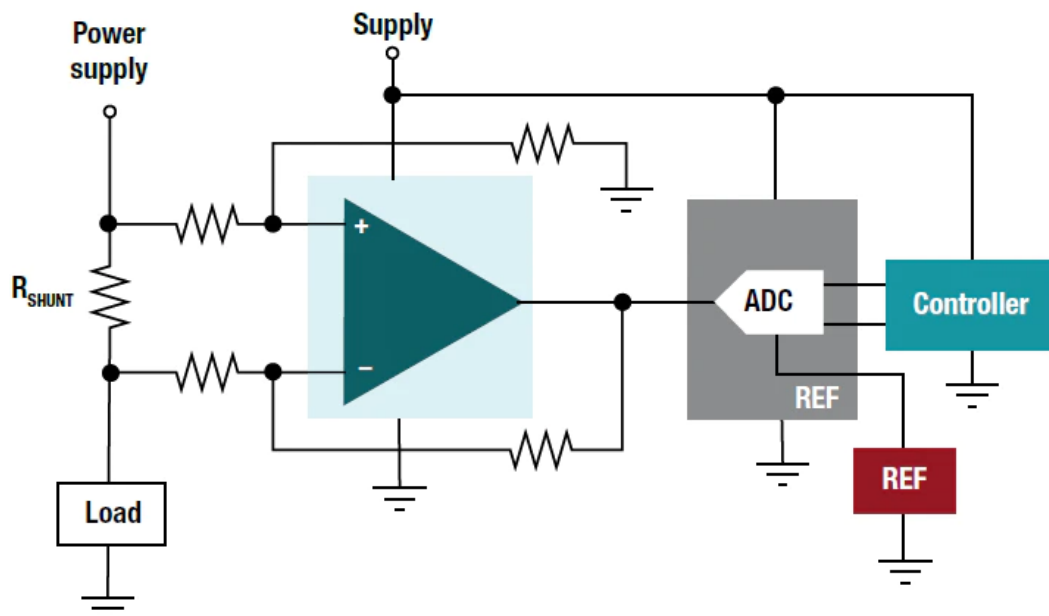 Power
supply
Supply
+
R_SHUNT
ADC
Controller
−
REF
REF
Load